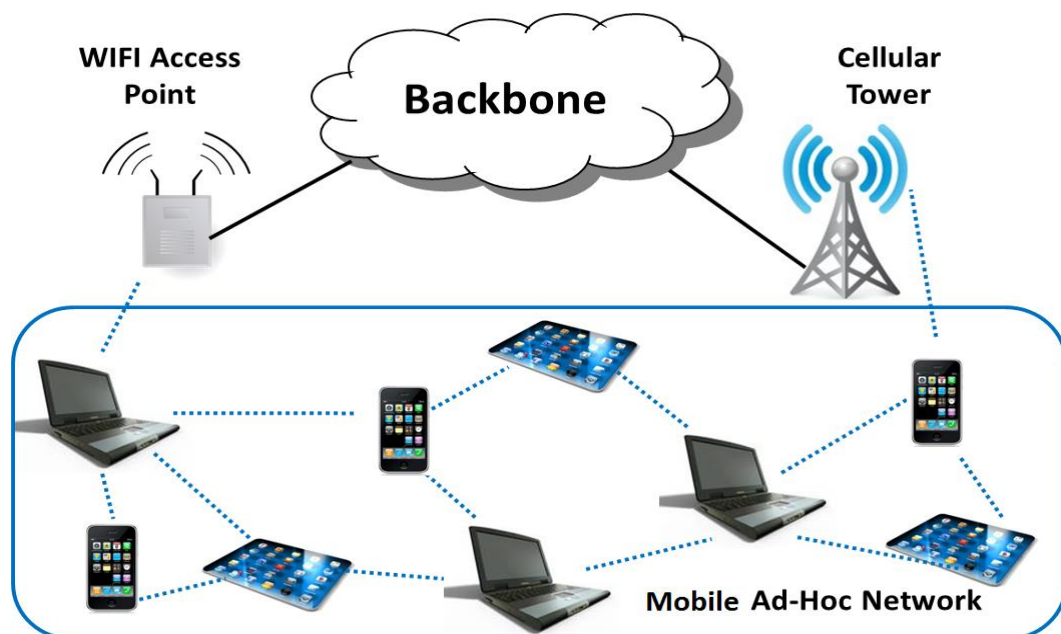 WIFI Access
Point
Backbone
Cellular
Tower
Mobile Ad-Hoc Network